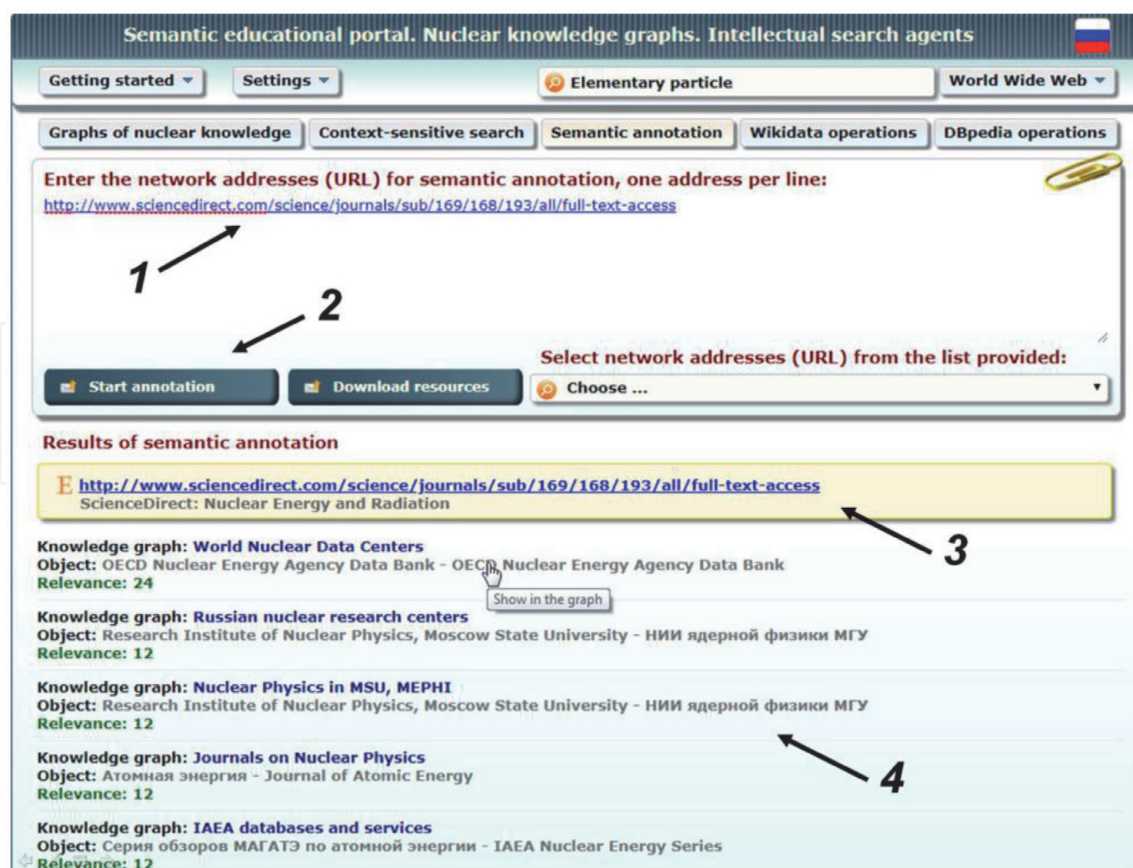 Semantic educational portal. Nuclear knowledge graphs. Intellectual search agents
Getting started Settings Elementary particle World Wide Web
Graphs of nuclear knowledge Context-sensitive search Semantic annotation Wikidata operations DBpedia operations
Enter the network addresses (URL) for semantic annotation, one address per line:
http://www.sciencedirect.com/science/journals/sub/169/168/193/all/full-text-access
1
2
Select network addresses (URL) from the list provided:
Start annotation Download resources Choose ...
Results of semantic annotation
E http://www.sciencedirect.com/science/journals/sub/169/168/193/all/full-text-access
ScienceDirect: Nuclear Energy and Radiation
3
Knowledge graph: World Nuclear Data Centers
Object: OECD Nuclear Energy Agency Data Bank - OECD Nuclear Energy Agency Data Bank
Relevance: 24
Show in the graph
Knowledge graph: Russian nuclear research centers
Object: Research Institute of Nuclear Physics, Moscow State University - НИИ ядерной физики МГУ
Relevance: 12
Knowledge graph: Nuclear Physics in MSU, MEPHI
Object: Research Institute of Nuclear Physics, Moscow State University - НИИ ядерной физики МГУ
Relevance: 12
4
Knowledge graph: Journals on Nuclear Physics
Object: Атомная энергия - Journal of Atomic Energy
Relevance: 12
Knowledge graph: IAEA databases and services
Object: Серия обзоров МАГАТЭ по атомной энергии - IAEA Nuclear Energy Series
Relevance: 12